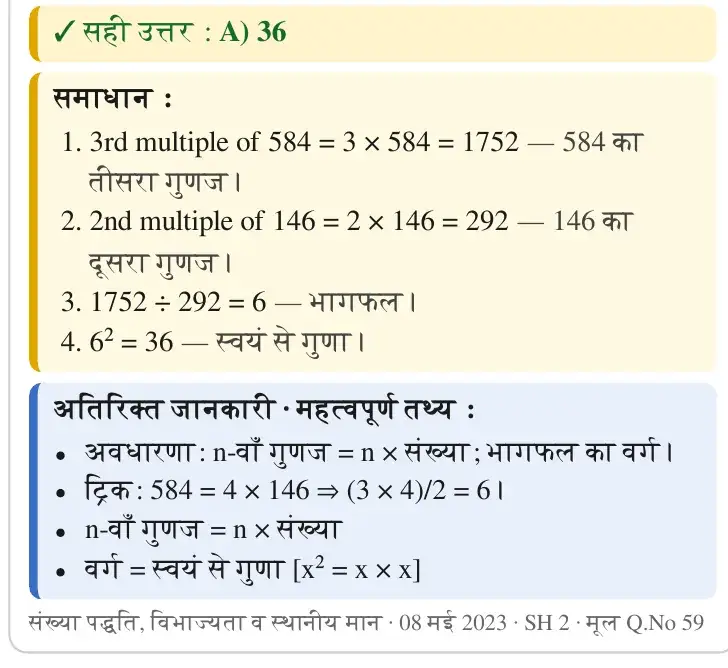 ✓ सही उत्तर : A) 36
समाधान :
1. 3rd multiple of 584 = 3 × 584 = 1752 — 584 का
तीसरा गुणज।
2. 2nd multiple of 146 = 2 × 146 = 292 — 146 का
दूसरा गुणज।
3. 1752 ÷ 292 = 6 — भागफल।
4. 6² = 36 — स्वयं से गुणा।
अतिरिक्त जानकारी · महत्वपूर्ण तथ्य :
• अवधारणा : n-वाँ गुणज = n × संख्या ; भागफल का वर्ग।
• ट्रिक : 584 = 4 × 146 ⇒ (3 × 4)/2 = 6।
• n-वाँ गुणज = n × संख्या
• वर्ग = स्वयं से गुणा [x² = x × x]
संख्या पद्धति, विभाज्यता व स्थानीय मान · 08 मई 2023 · SH 2 · मूल Q.No 59